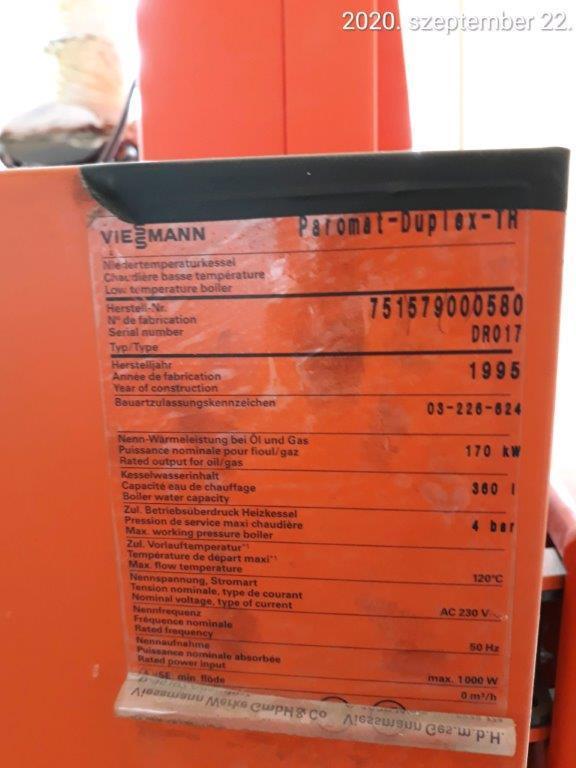 2020. szeptember 22.
VIESSMANN Paromat-Duplex-TR
Niedertemperaturkessel
Chaudière basse température
Low temperature boiler
Herstell-Nr. 751579000580
N° de fabrication
Serial number DR017
Typ/Type
Herstelljahr 1995
Année de fabrication
Year of construction
Bauartzulassungskennzeichen 03-226-624
Nenn-Wärmeleistung bei Öl und Gas
Puissance nominale pour fioul/gaz 170 kW
Rated output for oil/gas
Kesselwasserinhalt
Capacité eau de chauffage 360 l
Boiler water capacity
Zul. Betriebsüberdruck Heizkessel
Pression de service maxi chaudière 4 bar
Max. working pressure boiler
Zul. Vorlauftemperatur*¹
Température de départ maxi*¹
Max. flow temperature 120°C
Nennspannung, Stromart
Tension nominale, type de courant
Nominal voltage, type of current AC 230 V~
Nennfrequenz
Fréquence nominale
Rated frequency 50 Hz
Nennaufnahme
Puissance nominale absorbée
Rated power input max. 1000 W
min. flöde 0 m³/h
Viessmann Werke GmbH & Co Viessmann Ges.m.b.H.